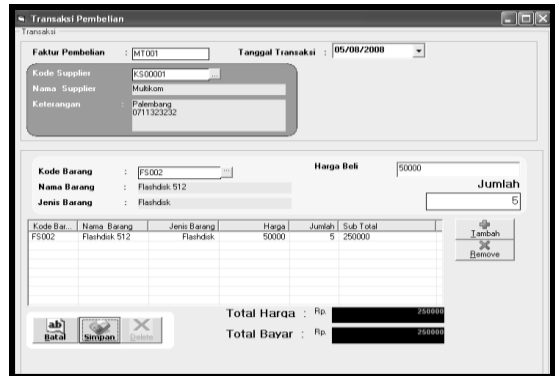 Transaksi Pembelian
Transaksi
Faktur Pembelian : MT001 Tanggal Transaksi : 05/08/2008
Kode Supplier KS00001 ...
Nama Supplier Multikom
Keterangan : Palembang
0711323232
Kode Barang : FS002 ... Harga Beli 50000
Nama Barang : Flashdisk 512 Jumlah
Jenis Barang : Flashdisk 5
Kode Bar... Nama Barang Jenis Barang Harga Jumlah Sub Total
FS002 Flashdisk 512 Flashdisk 50000 5 250000
Tambah
Remove
Total Harga : Rp. 250000
Total Bayar : Rp. 250000
ab
Batal Simpan Delete